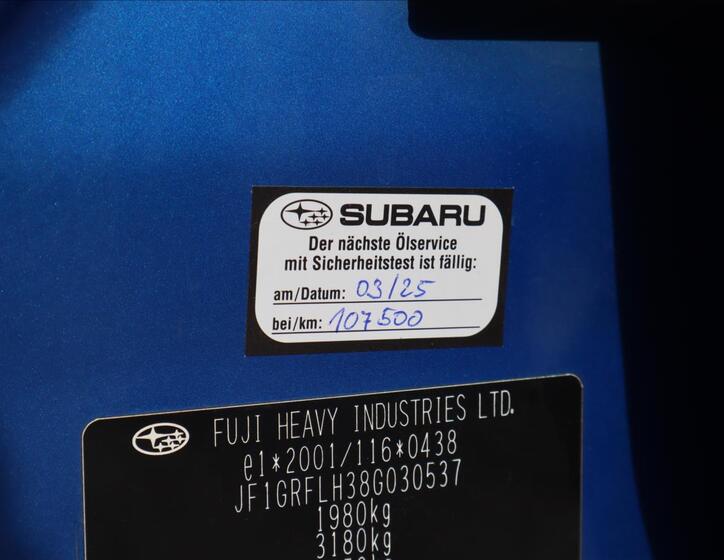 SUBARU
Der nächste Ölservice
mit Sicherheitstest ist fällig:
am/Datum: 03/25
bei/km: 107500
FUJI HEAVY INDUSTRIES LTD.
e1*2001/116*0438
JF1GRFLH38G030537
1980kg
3180kg